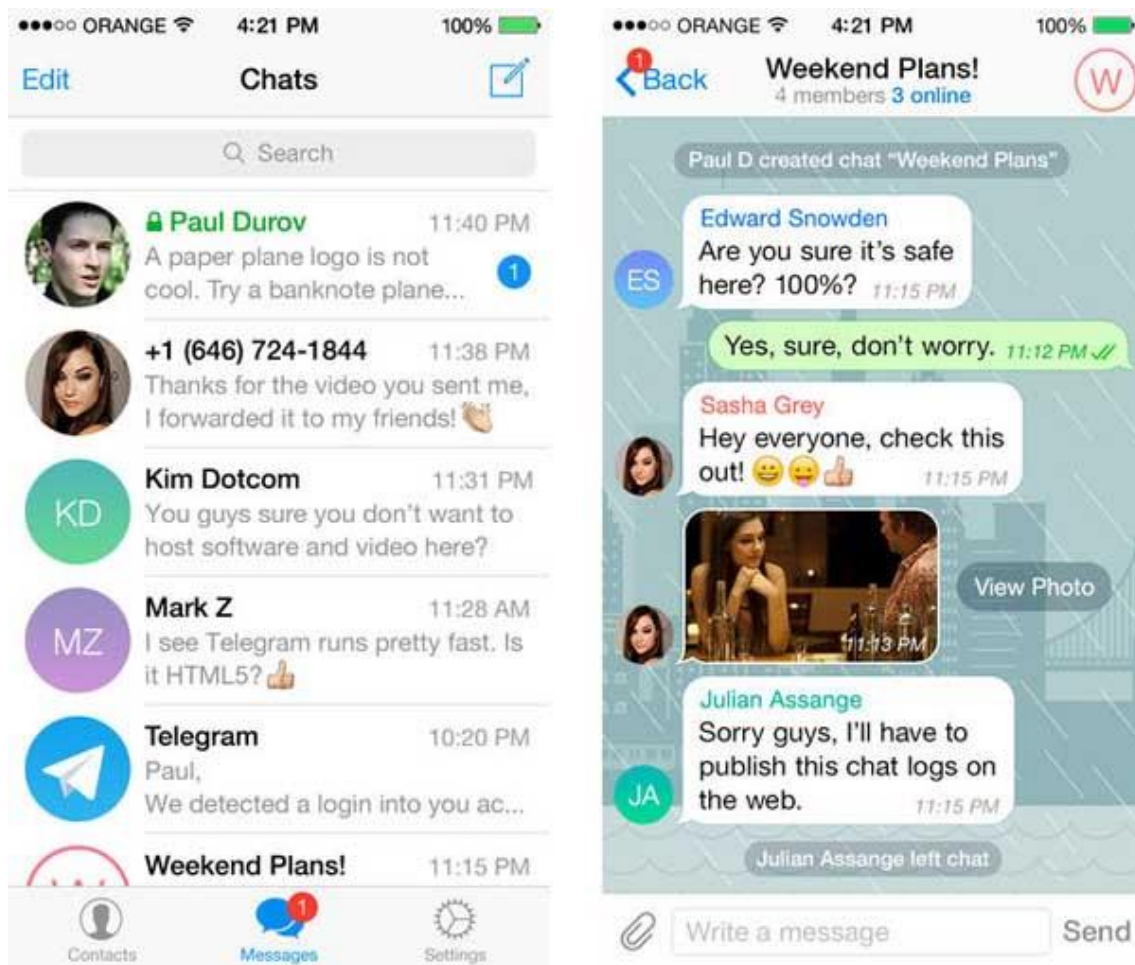 ORANGE 4:21 PM 100%
Edit Chats
Search
Paul Durov 11:40 PM
A paper plane logo is not
cool. Try a banknote plane... 1
+1 (646) 724-1844 11:38 PM
Thanks for the video you sent me,
I forwarded it to my friends! 👏
KD
Kim Dotcom 11:31 PM
You guys sure you don't want to
host software and video here?
MZ
Mark Z 11:28 AM
I see Telegram runs pretty fast. Is
it HTML5? 👍
Telegram 10:20 PM
Paul,
We detected a login into you ac...
W
Weekend Plans! 11:15 PM
1
Contacts Messages Settings
ORANGE 4:21 PM 100%
1
Back Weekend Plans! W
4 members 3 online
Paul D created chat “Weekend Plans”
Edward Snowden
Are you sure it's safe
ES here? 100%? 11:15 PM
Yes, sure, don't worry. 11:12 PM
Sasha Grey
Hey everyone, check this
out! 😀😛👍 11:15 PM
View Photo
11:13 PM
Julian Assange
Sorry guys, I'll have to
publish this chat logs on
JA the web. 11:15 PM
Julian Assange left chat
Write a message Send